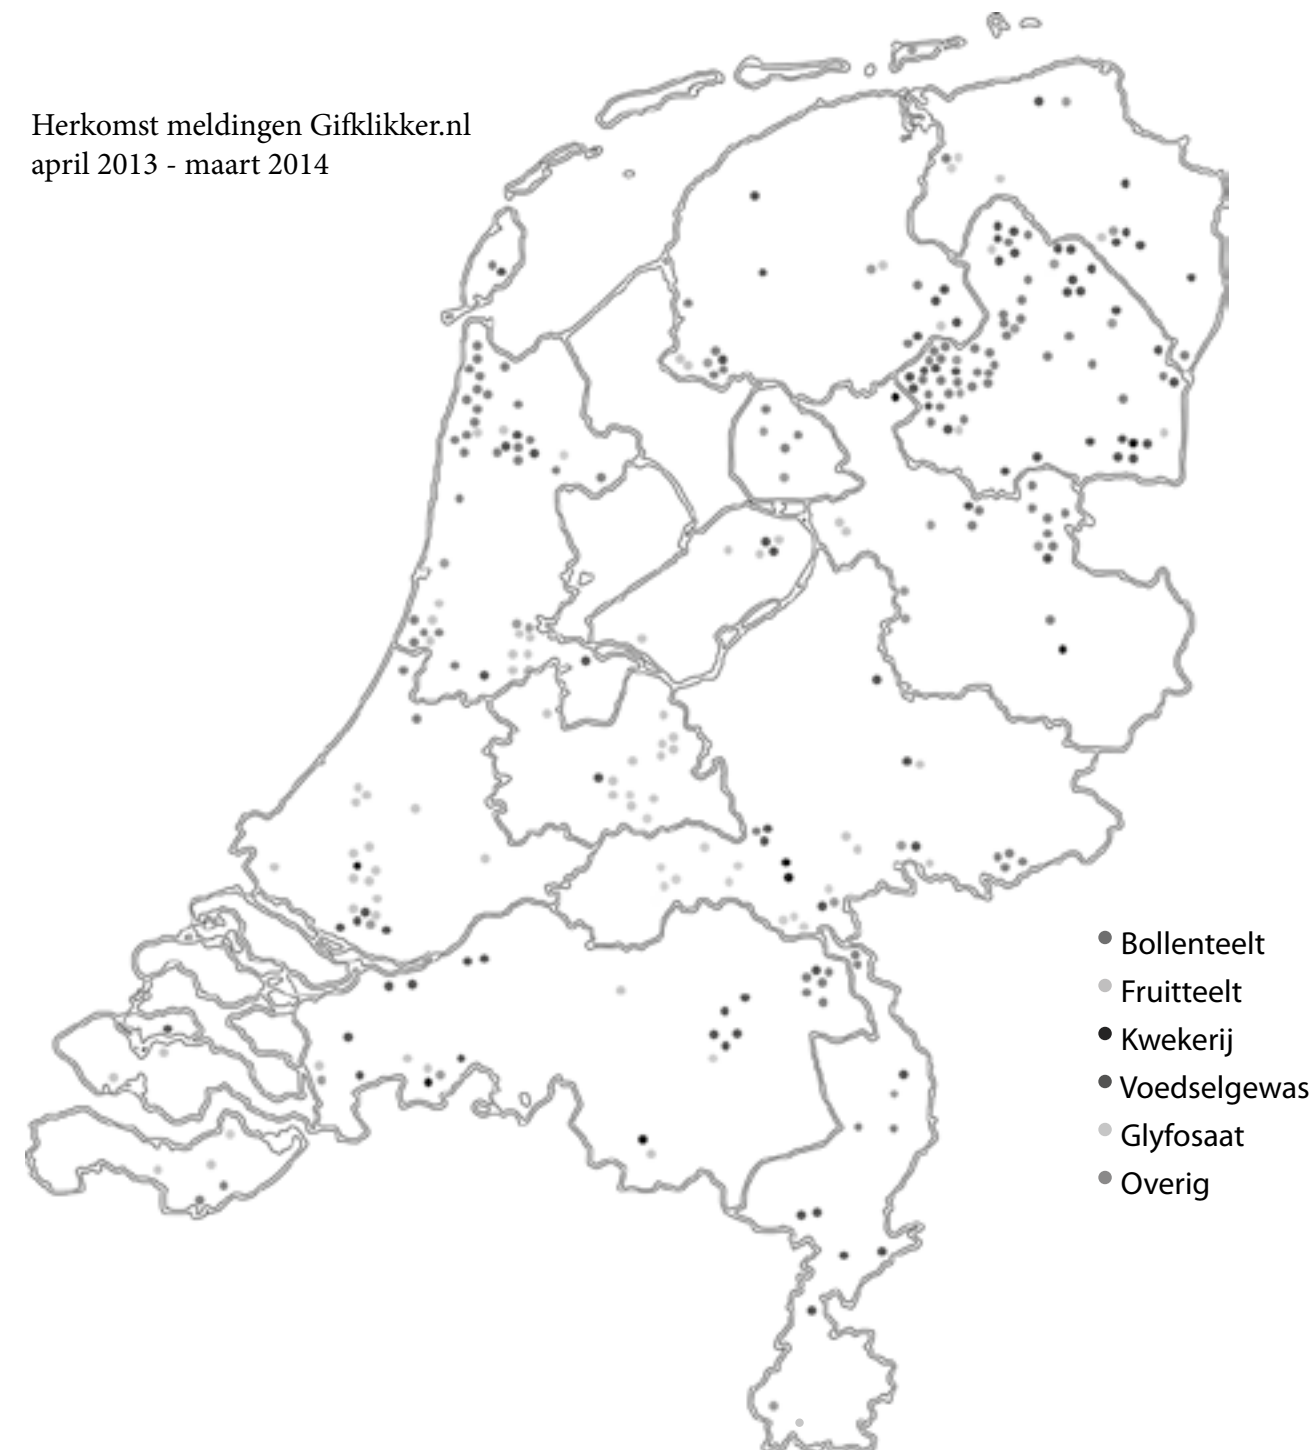 Herkomst meldingen Gifklikker.nl
april 2013 - maart 2014
Bollenteelt
Fruitteelt
Kwekerij
Voedselgewas
Glyfosaat
Overig